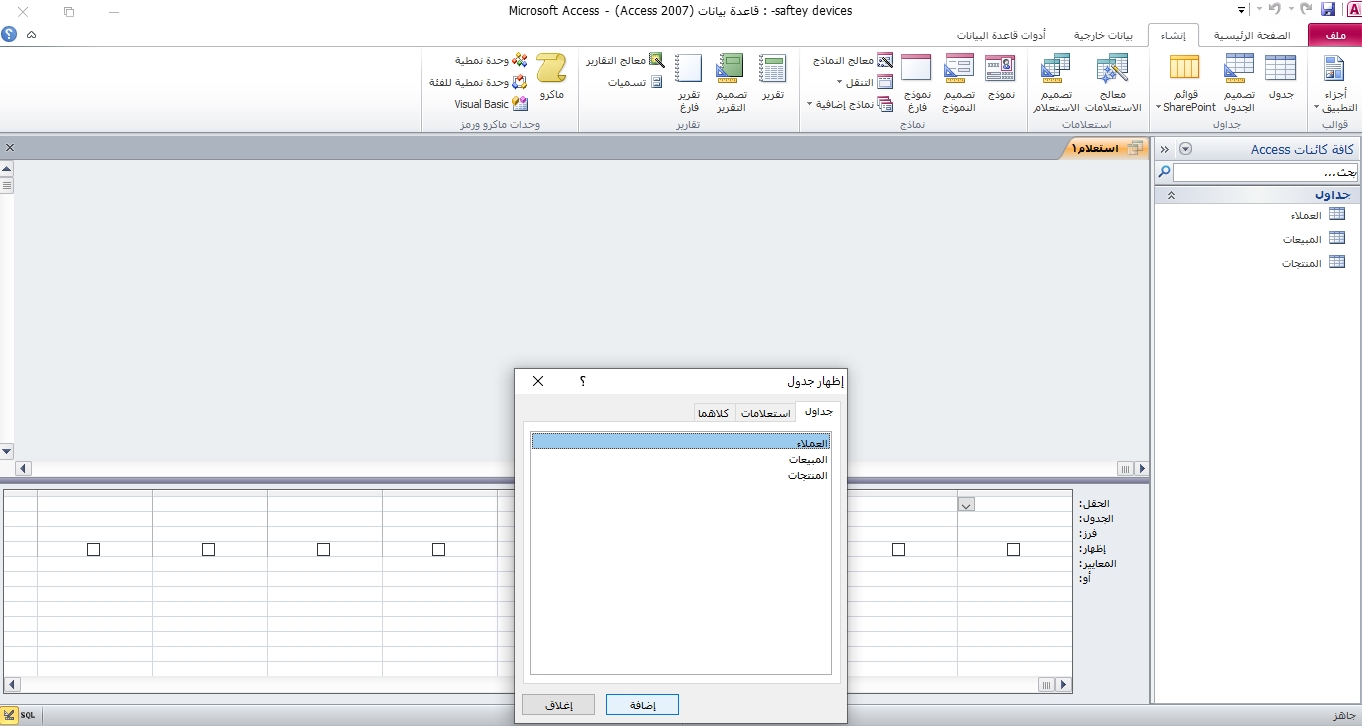 saftey devices- : قاعدة بيانات (Access 2007) - Microsoft Access
ملف
الصفحة الرئيسية
إنشاء
بيانات خارجية
أدوات قاعدة البيانات
أجزاء التطبيق
قوالب
جدول
تصميم الجدول
قوائم SharePoint
جدول
معالج الاستعلامات
تصميم الاستعلام
استعلامات
نموذج
تصميم النموذج
نموذج فارغ
معالج النماذج
التنقل
نماذج إضافية
نماذج
تقرير
تصميم التقرير
تقرير فارغ
معالج التقارير
تسميات
تقارير
ماكرو
وحدة نمطية
وحدة نمطية للفئة
Visual Basic
وحدات ماكرو ورمز
كافة كائنات Access
بحث...
جداول
العملاء
المبيعات
المنتجات
استعلام١
إظهار جدول
؟
جداول
استعلامات
كلاهما
العملاء
المبيعات
المنتجات
إضافة
إغلاق
الحقل:
الجدول:
فرز:
إظهار:
المعايير:
أو:
جاهز
SQL